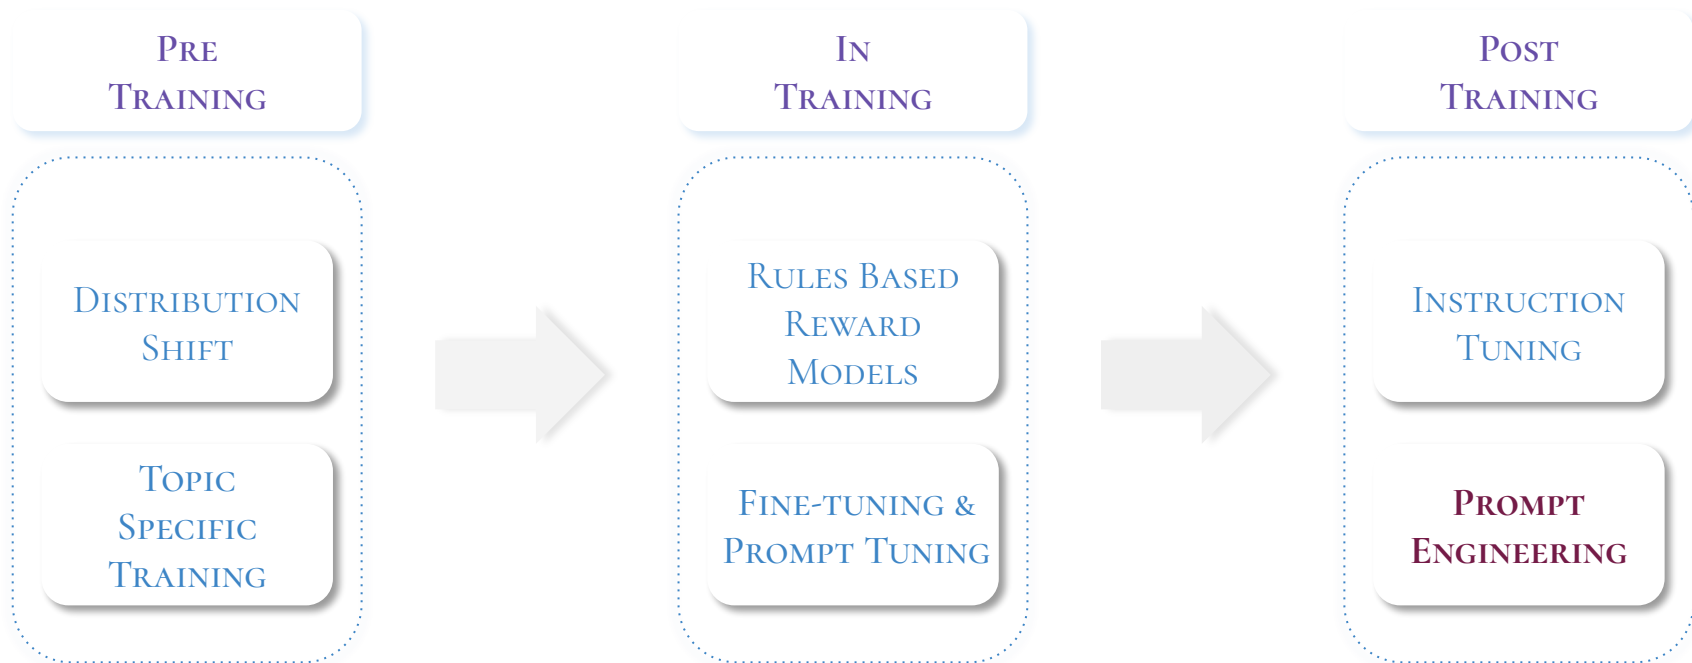 Pre
Training
Distribution
Shift
Topic
Specific
Training
In
Training
Rules Based
Reward
Models
Fine-tuning &
Prompt Tuning
Post
Training
Instruction
Tuning
Prompt
Engineering